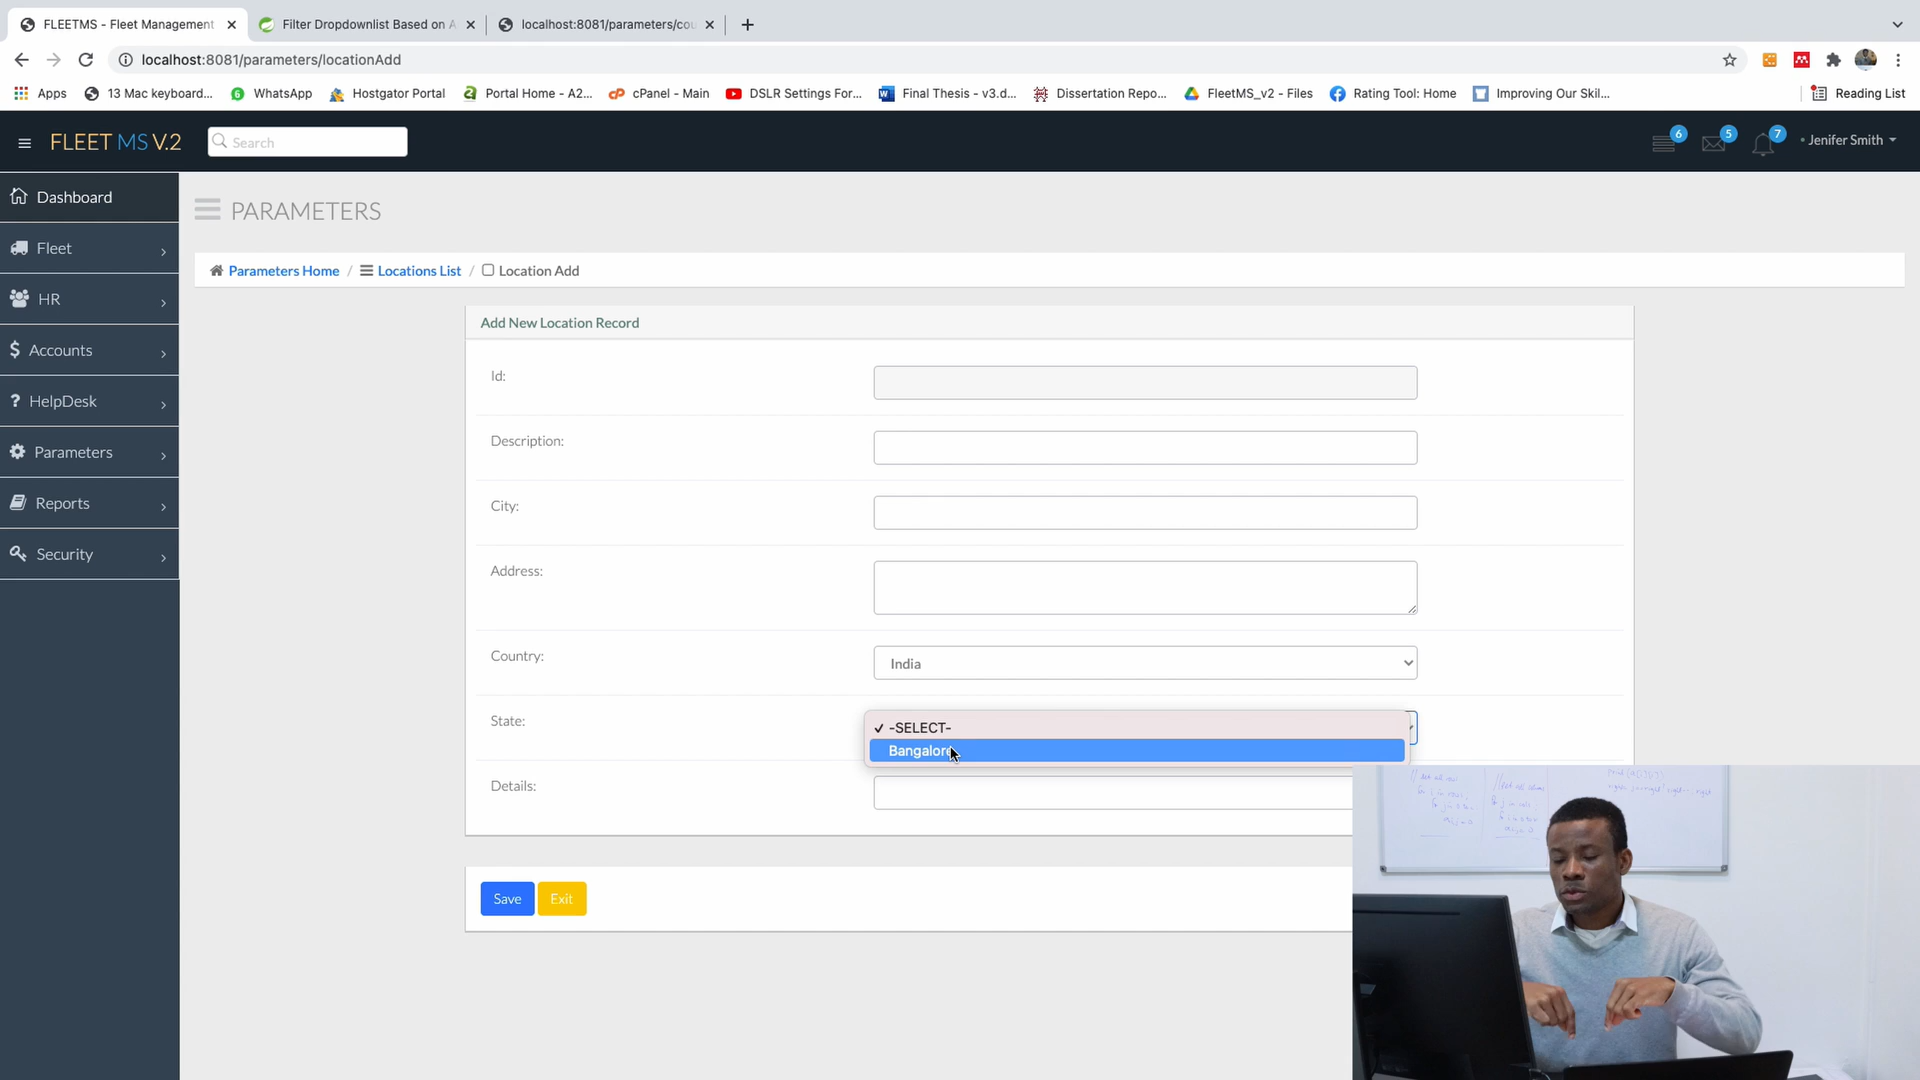 FLEETMS - Fleet Management
Filter Dropdownlist Based on A
localhost:8081/parameters/cou
localhost:8081/parameters/locationAdd
Apps
13 Mac keyboard...
WhatsApp
Hostgator Portal
Portal Home - A2...
cPanel - Main
DSLR Settings For...
Final Thesis - v3.d...
Dissertation Repo...
FleetMS_v2 - Files
Rating Tool: Home
Improving Our Skil...
Reading List
FLEET MS V.2
Search
6
5
7
Jenifer Smith
Dashboard
Fleet
HR
Accounts
HelpDesk
Parameters
Reports
Security
PARAMETERS
Parameters Home / Locations List / Location Add
Add New Location Record
Id:
Description:
City:
Address:
Country:
India
State:
✓ -SELECT-
Bangalore
Details:
Save
Exit